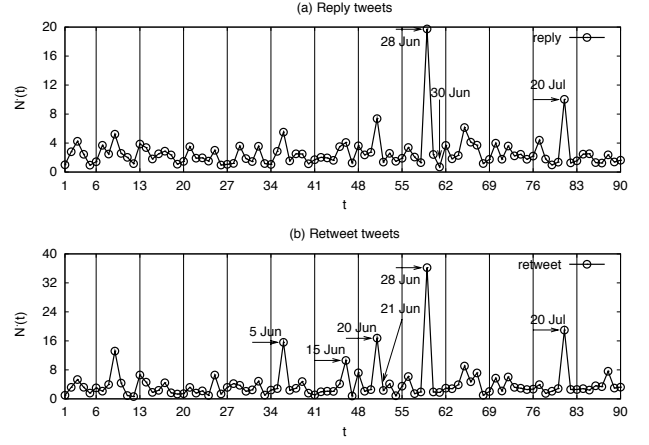 (a) Reply tweets
20
16
12
8
4
0
N'(t)
reply
28 Jun
30 Jun
20 Jul
1 6 13 20 27 34 41 48 55 62 69 76 83 90
t
(b) Retweet tweets
40
32
24
16
8
0
N'(t)
retweet
28 Jun
21 Jun
20 Jun
5 Jun
15 Jun
20 Jul
1 6 13 20 27 34 41 48 55 62 69 76 83 90
t